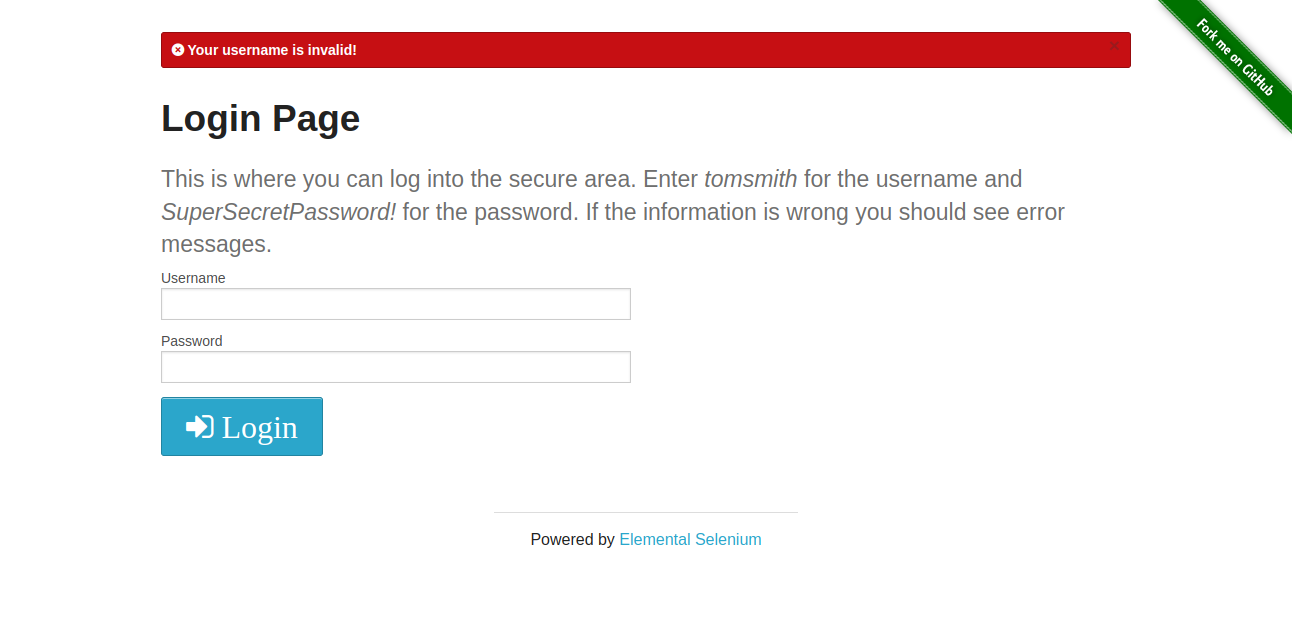 Your username is invalid!
Fork me on GitHub
Login Page
This is where you can log into the secure area. Enter tomsmith for the username and
SuperSecretPassword! for the password. If the information is wrong you should see error
messages.
Username
Password
Login
Powered by Elemental Selenium